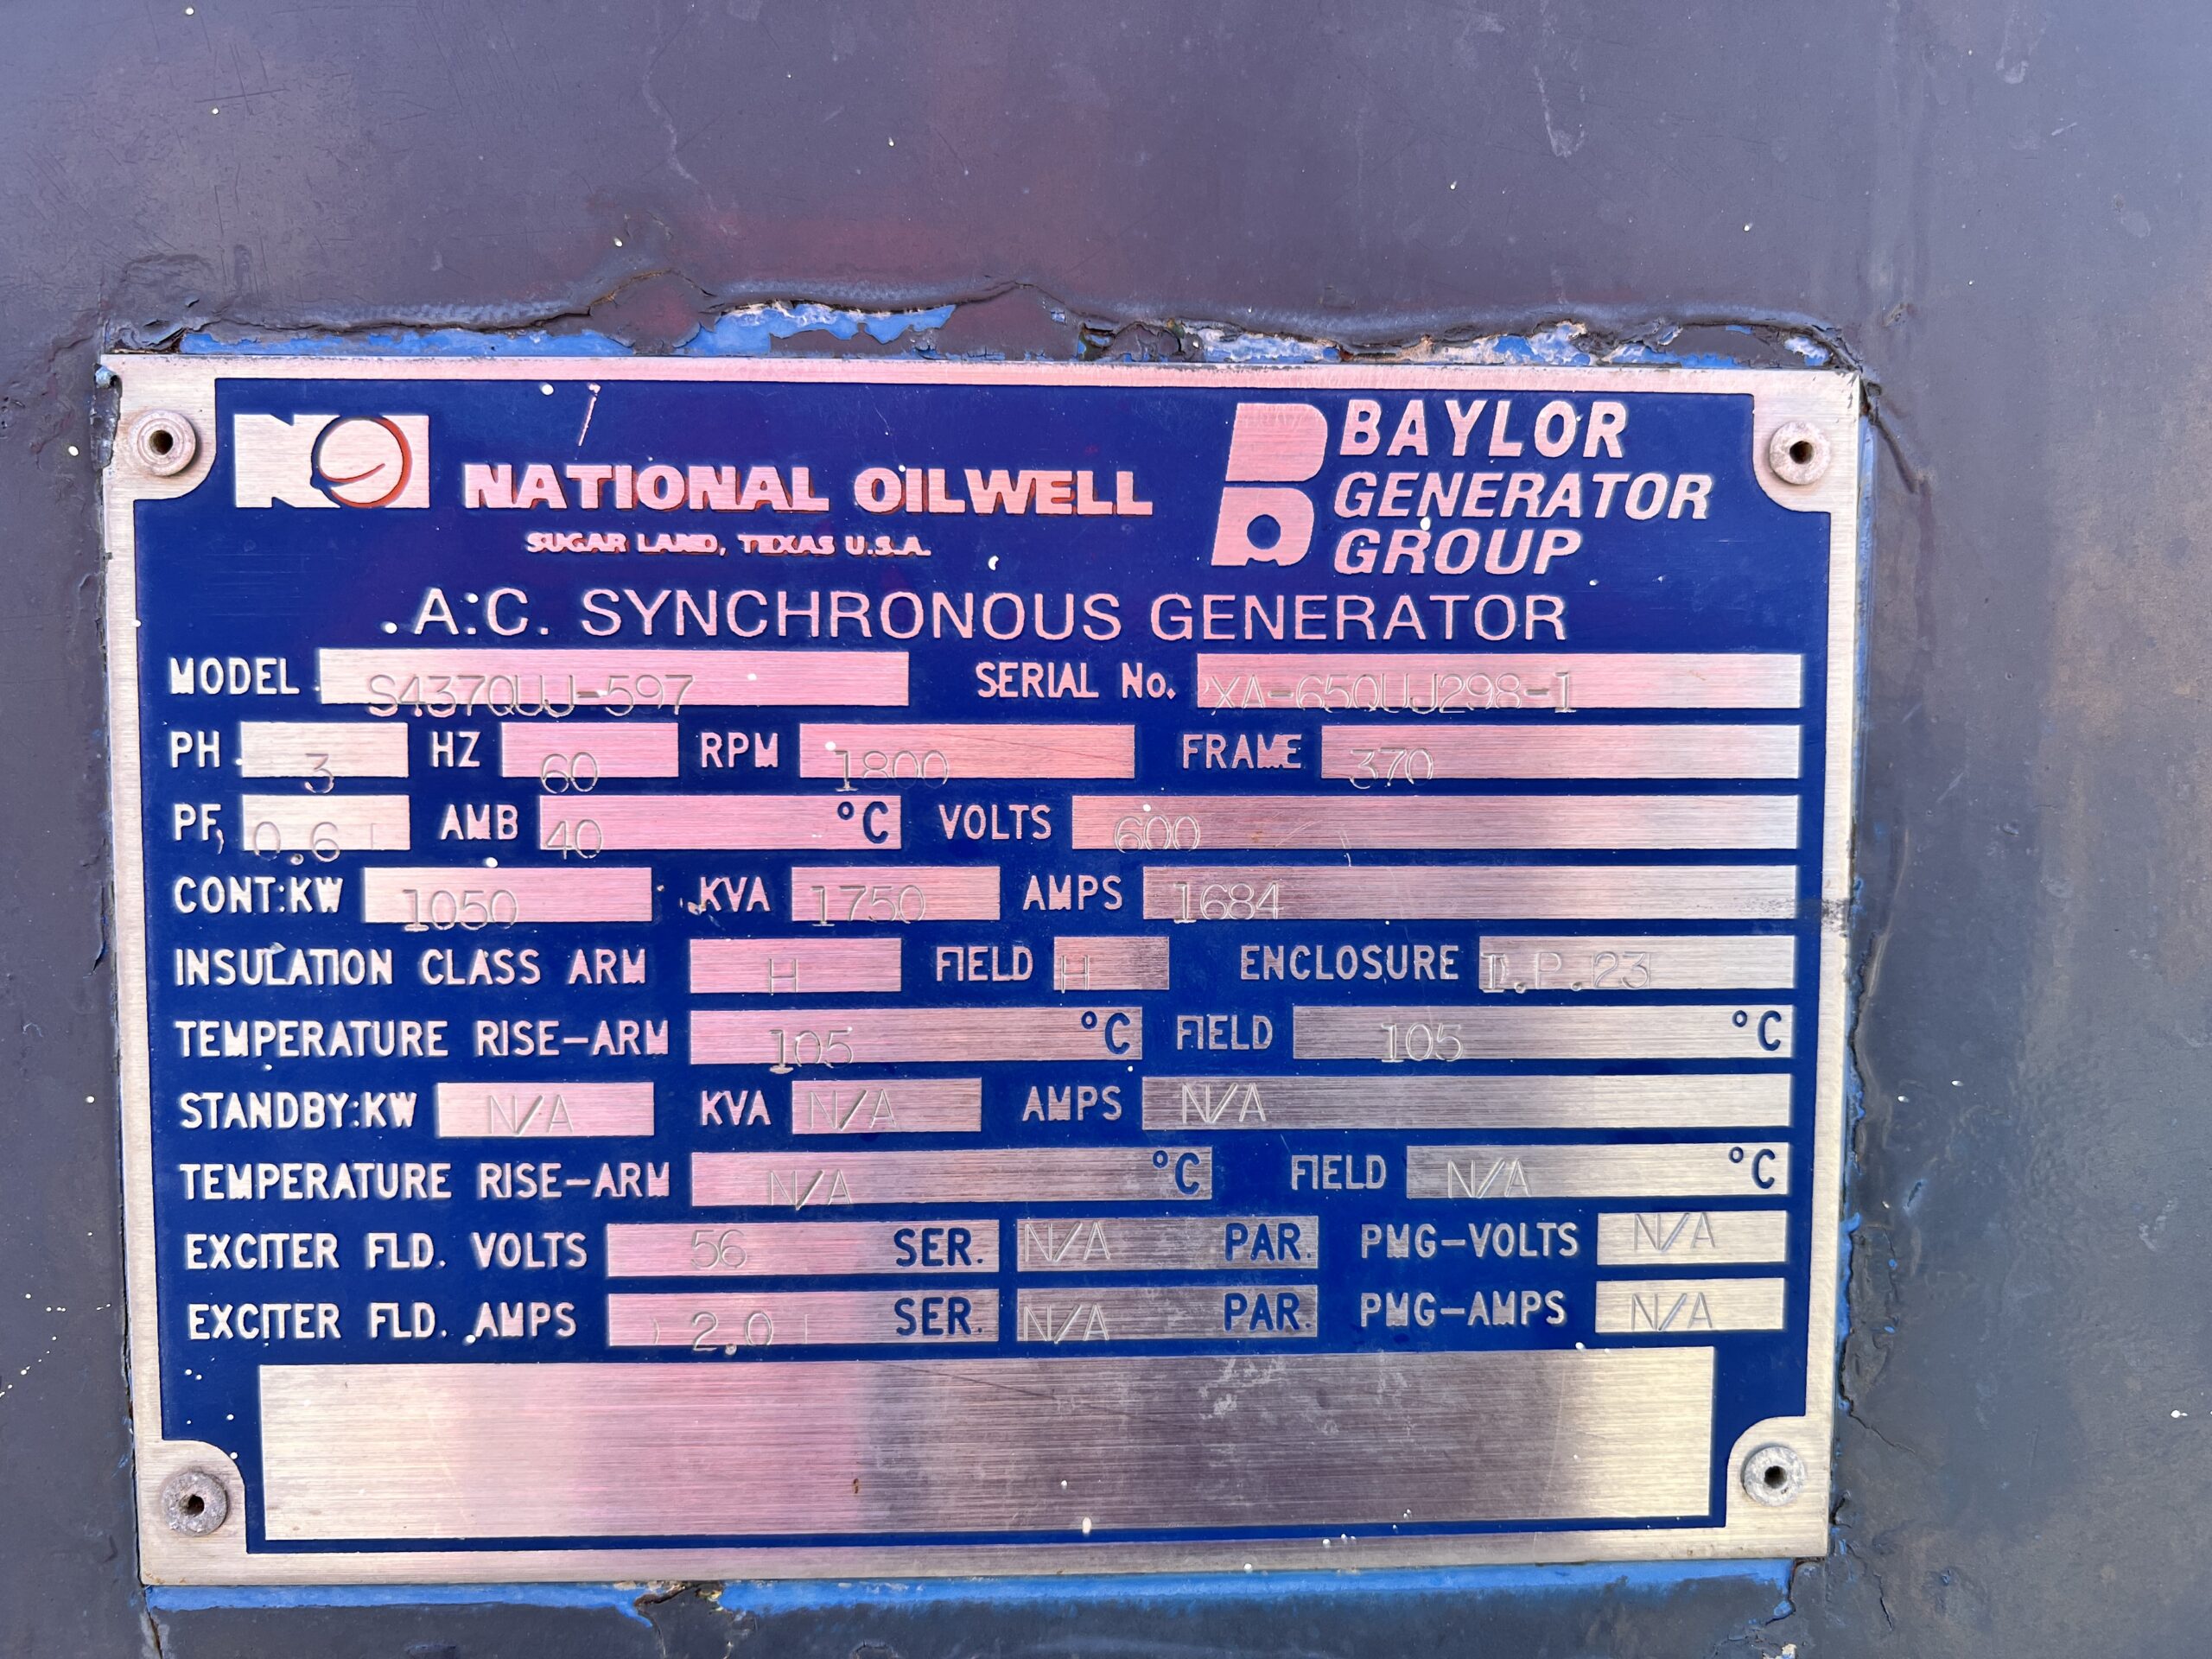 NATIONAL OILWELL
SUGAR LAND, TEXAS U.S.A.
BAYLOR
GENERATOR
GROUP
A.C. SYNCHRONOUS GENERATOR
MODEL S437QUJ-597 SERIAL No. XA-65QUJ298-1
PH 3 HZ 60 RPM 1800 FRAME 370
PF 0.6 AMB 40 °C VOLTS 600
CONT:KW 1050 KVA 1750 AMPS 1684
INSULATION CLASS ARM H FIELD H ENCLOSURE I.P.23
TEMPERATURE RISE-ARM 105 °C FIELD 105 °C
STANDBY:KW N/A KVA N/A AMPS N/A
TEMPERATURE RISE-ARM N/A °C FIELD N/A °C
EXCITER FLD. VOLTS 56 SER. N/A PAR. PMG-VOLTS N/A
EXCITER FLD. AMPS 2.0 SER. N/A PAR. PMG-AMPS N/A